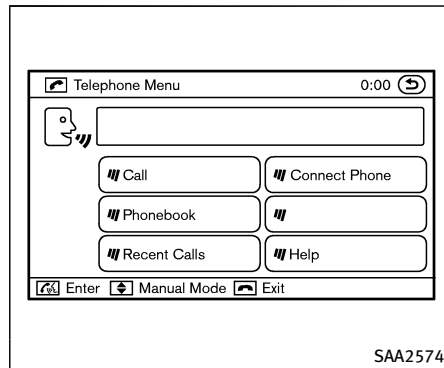 Telephone Menu 0:00
Call Connect Phone
Phonebook
Recent Calls Help
Enter Manual Mode Exit
SAA2574